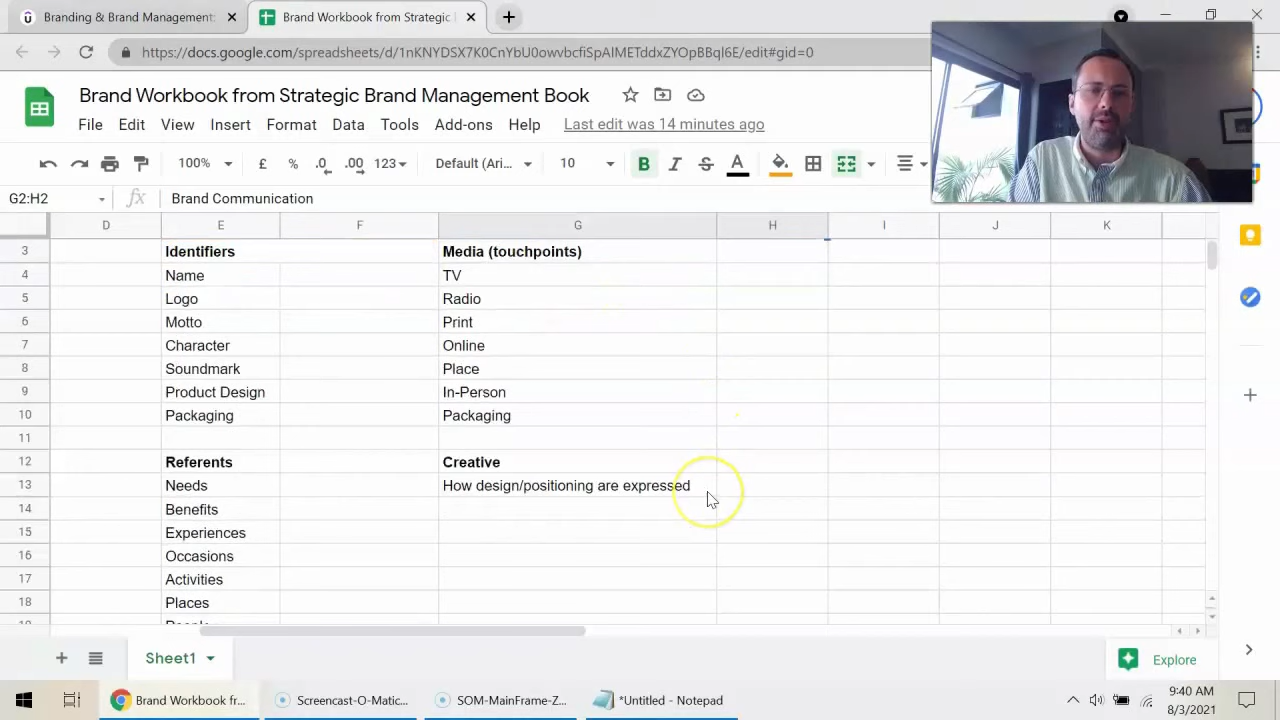 Branding & Brand Management
Brand Workbook from Strategic
https://docs.google.com/spreadsheets/d/1nKNYDSX7K0CnYbU0owvbcfiSpAIMETddxZYOpBBql6E/edit#gid=0
Brand Workbook from Strategic Brand Management Book
File Edit View Insert Format Data Tools Add-ons Help Last edit was 14 minutes ago
100% £ % .0 .00 123 Default (Ari... 10 B I S A
G2:H2 fx Brand Communication
D E F G H I J K
3 Identifiers Media (touchpoints)
4 Name TV
5 Logo Radio
6 Motto Print
7 Character Online
8 Soundmark Place
9 Product Design In-Person
10 Packaging Packaging
11
12 Referents Creative
13 Needs How design/positioning are expressed
14 Benefits
15 Experiences
16 Occasions
17 Activities
18 Places
Sheet1 Explore
Brand Workbook fr... Screencast-O-Matic... SOM-MainFrame-Z... *Untitled - Notepad 9:40 AM
8/3/2021